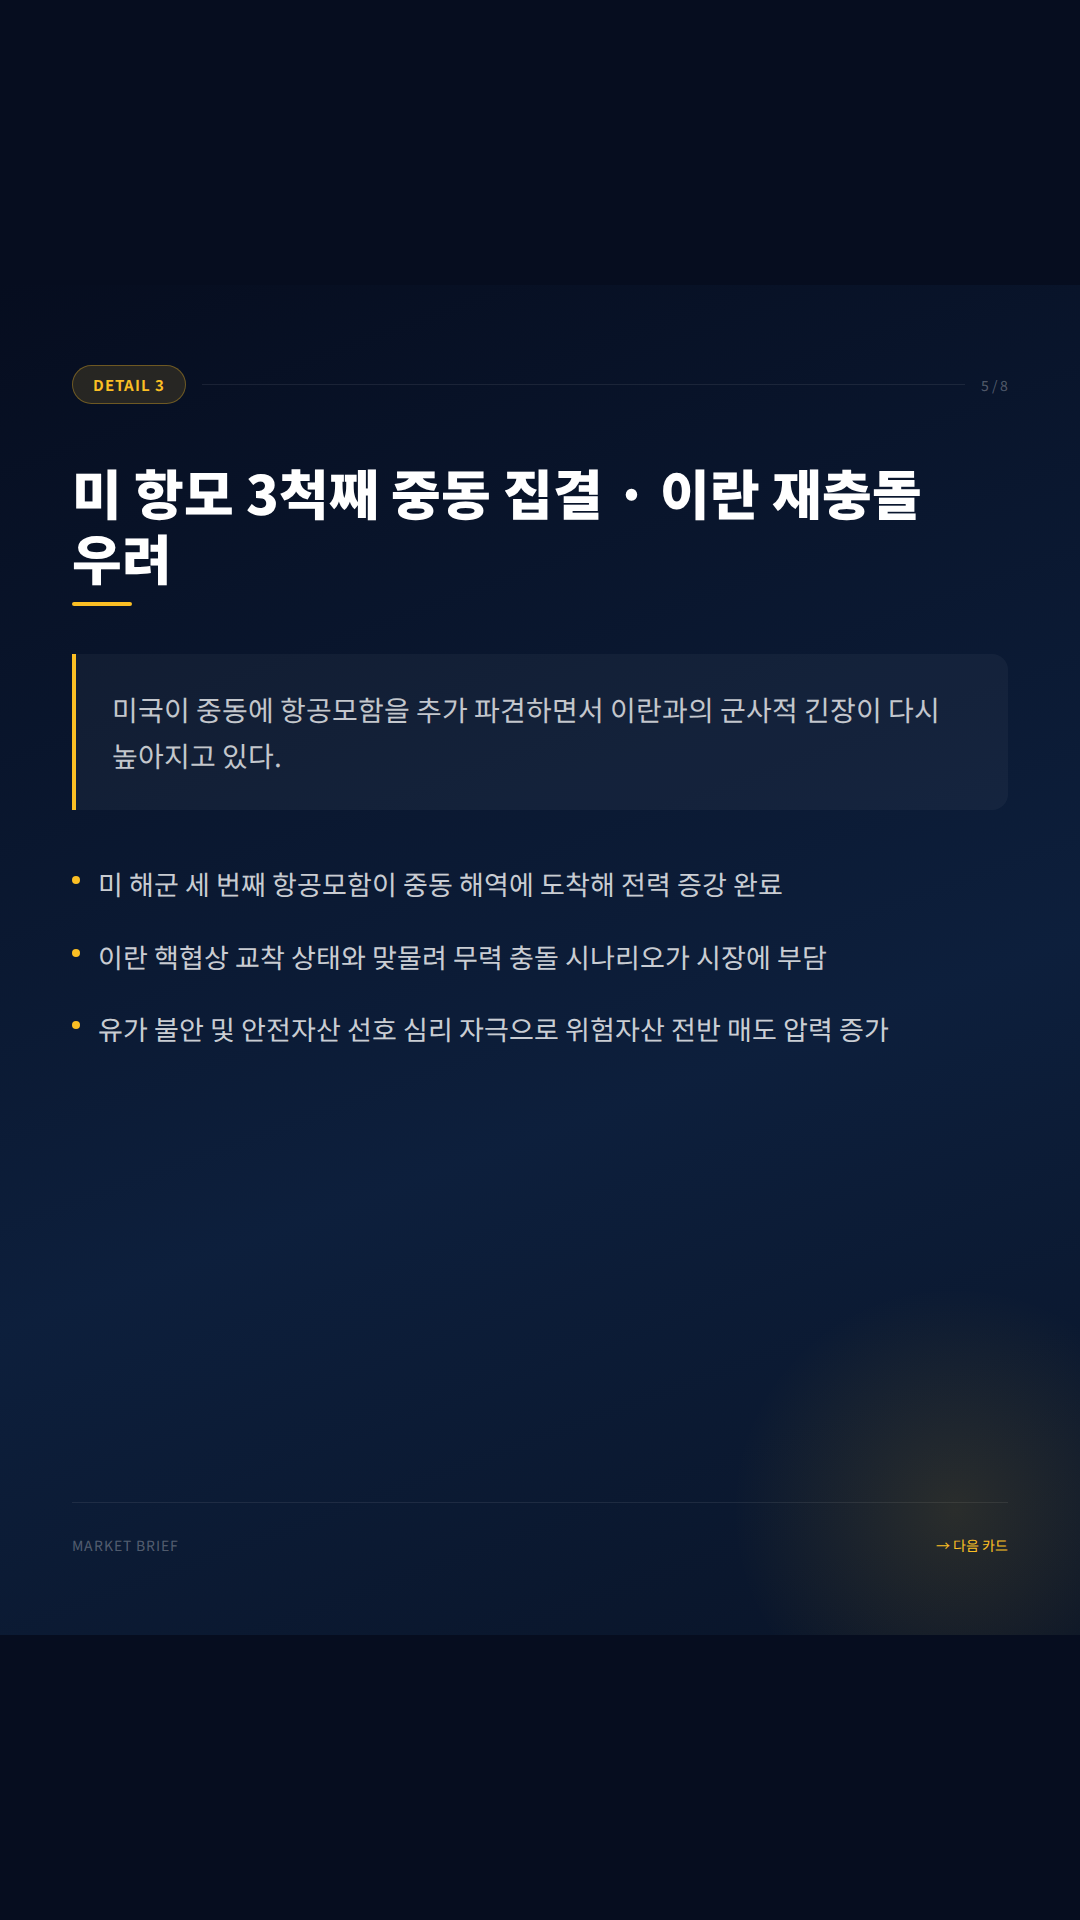 DETAIL 3
5 / 8
미 항모 3척째 중동 집결 · 이란 재충돌
우려
미국이 중동에 항공모함을 추가 파견하면서 이란과의 군사적 긴장이 다시
높아지고 있다.
• 미 해군 세 번째 항공모함이 중동 해역에 도착해 전력 증강 완료
• 이란 핵협상 교착 상태와 맞물려 무력 충돌 시나리오가 시장에 부담
• 유가 불안 및 안전자산 선호 심리 자극으로 위험자산 전반 매도 압력 증가
MARKET BRIEF
→ 다음 카드